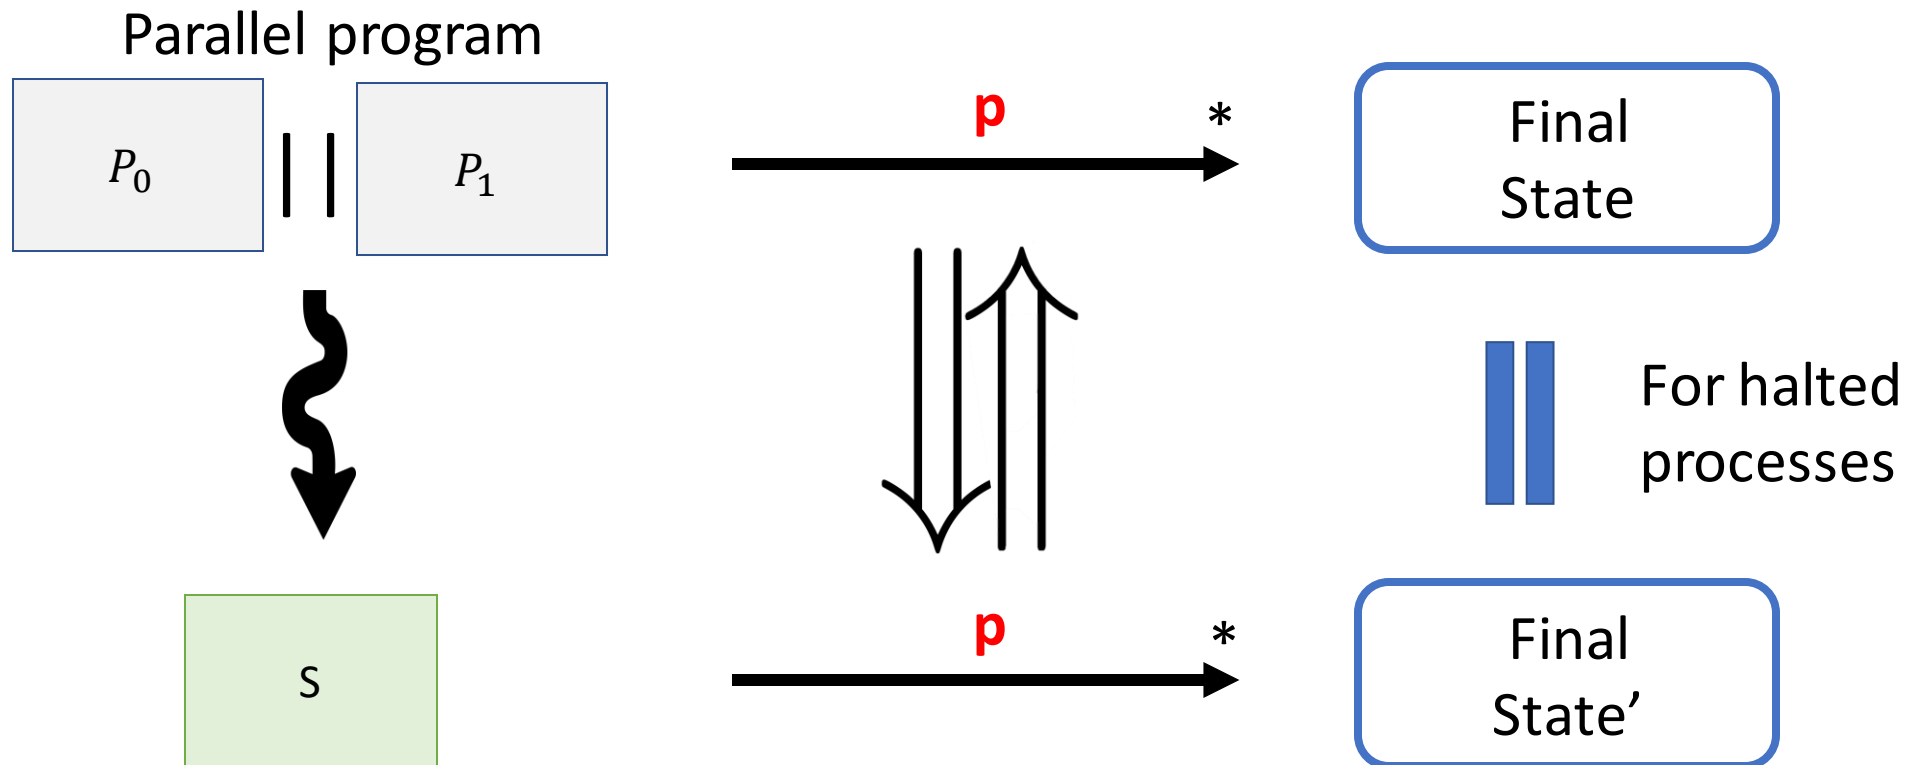 Parallel program
P₀ || P₁
p *
Final
State
For halted
processes
S
p *
Final
State’